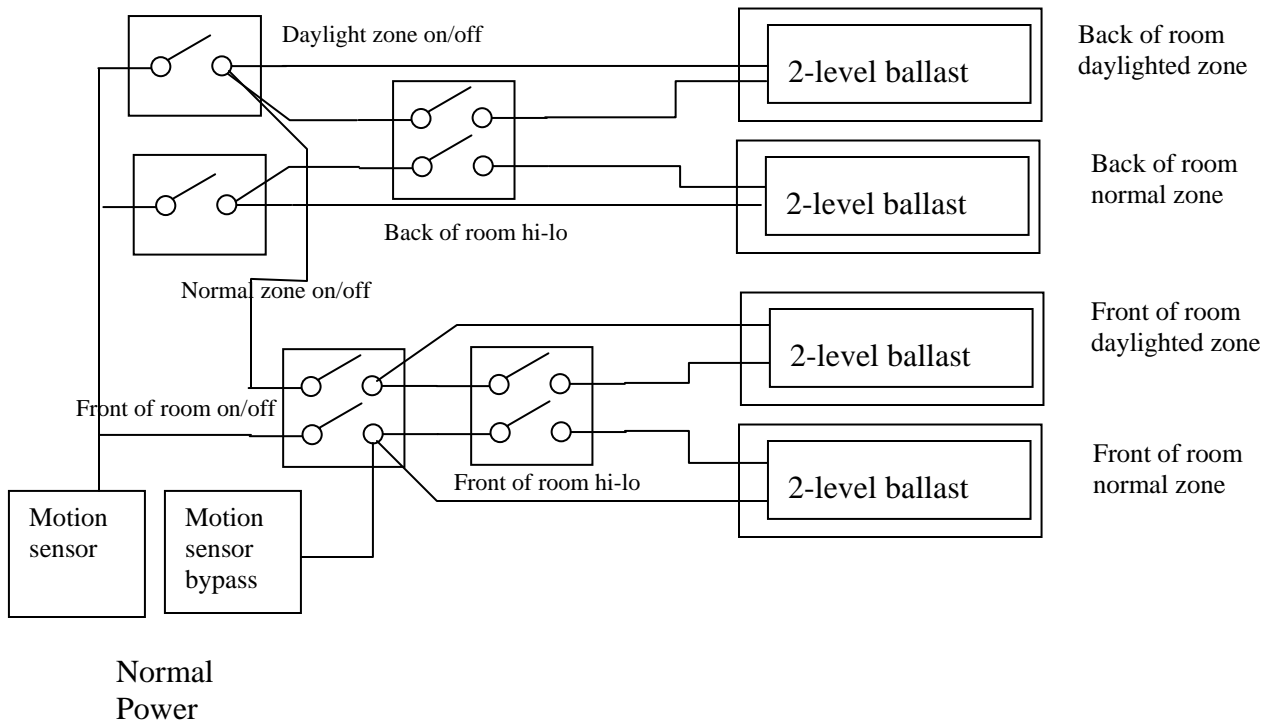 Daylight zone on/off
2-level ballast
Back of room
daylighted zone
Back of room
normal zone
2-level ballast
Back of room hi-lo
Normal zone on/off
Front of room
daylighted zone
2-level ballast
Front of room on/off
Front of room hi-lo
2-level ballast
Front of room
normal zone
Motion
sensor
Motion
sensor
bypass
Normal
Power